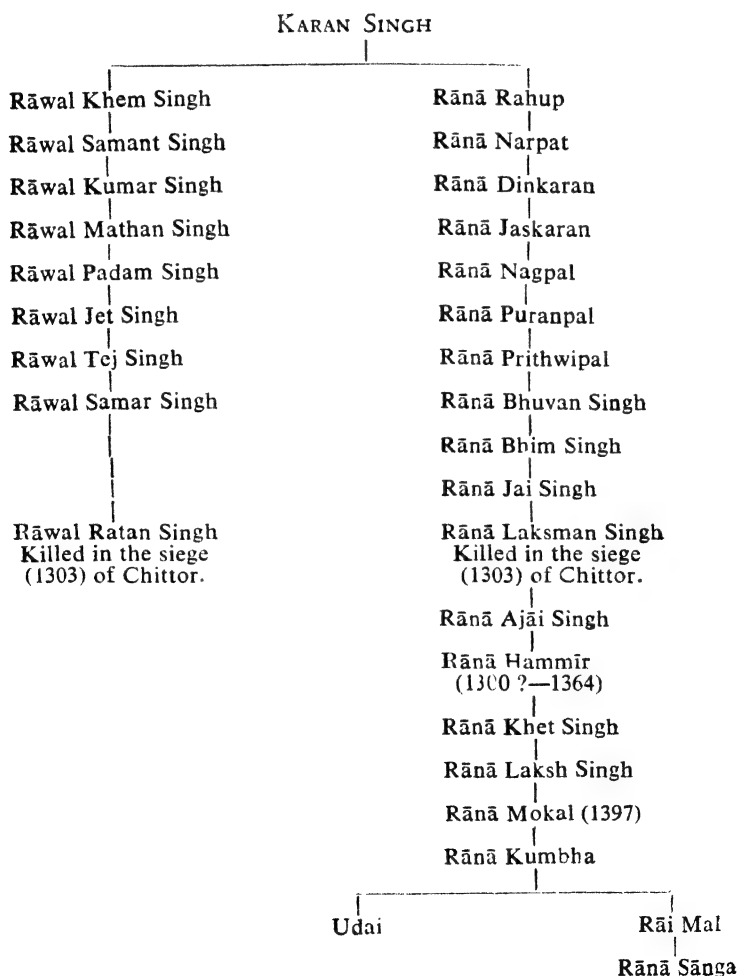 KARAN SINGH
Rāwal Khem Singh Rānā Rahup
Rāwal Samant Singh Rānā Narpat
Rāwal Kumar Singh Rānā Dinkaran
Rāwal Mathan Singh Rānā Jaskaran
Rāwal Padam Singh Rānā Nagpal
Rāwal Jet Singh Rānā Puranpal
Rāwal Tej Singh Rānā Prithwipal
Rāwal Samar Singh Rānā Bhuvan Singh
Rānā Bhim Singh
Rānā Jai Singh
Rāwal Ratan Singh Rānā Laksman Singh
Killed in the siege Killed in the siege
(1303) of Chittor. (1303) of Chittor.
Rānā Ajāi Singh
Rānā Hammīr
(1300 ?—1364)
Rānā Khet Singh
Rānā Laksh Singh
Rānā Mokal (1397)
Rānā Kumbha
Udai Rāi Mal
Rānā Sānga